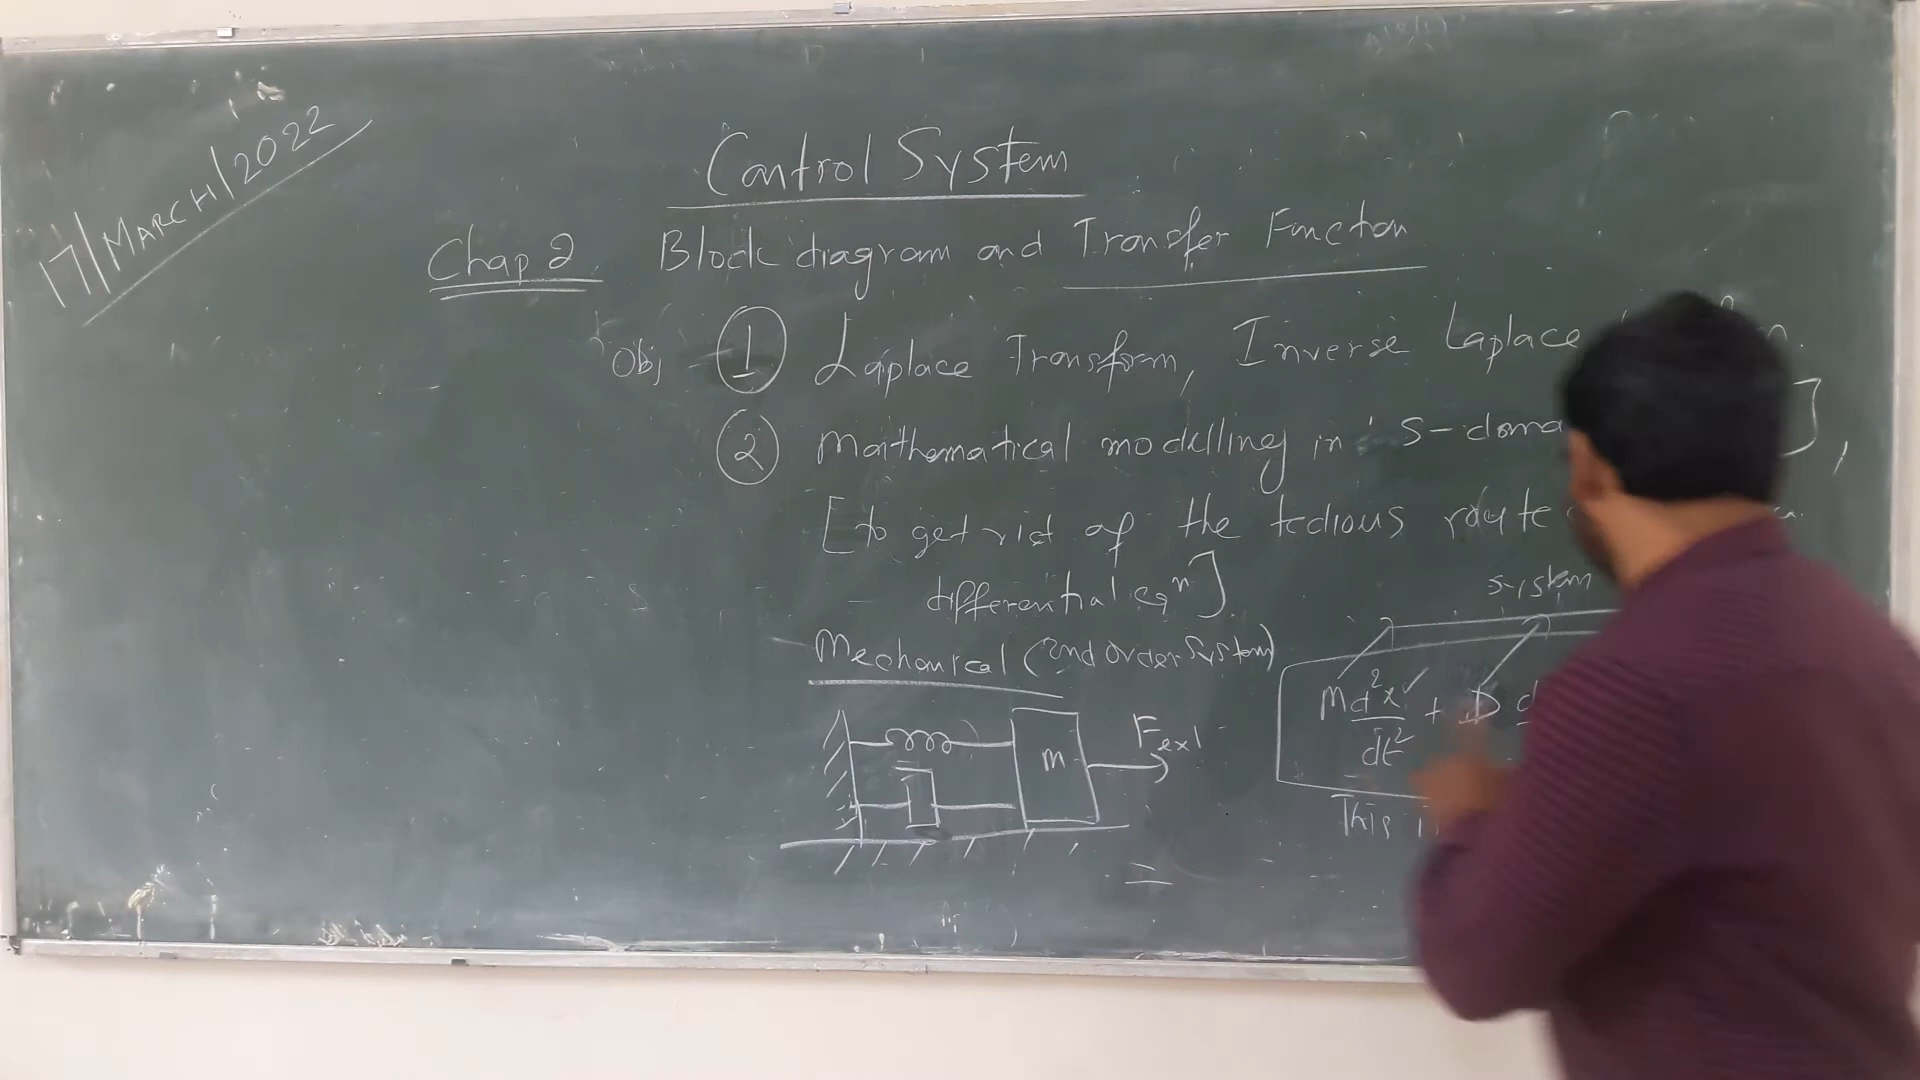 17/MARCH/2022
Control System
Chap 2 Block diagram and Transfer Function
Obj ① Laplace Transform, Inverse Laplace
② Mathematical modelling in s-doma ],
[to get rid of the tedious route
differential eqⁿ].
system
Mechanical (2nd order System)
M d²x/dt² + D d
m
Fext
This i